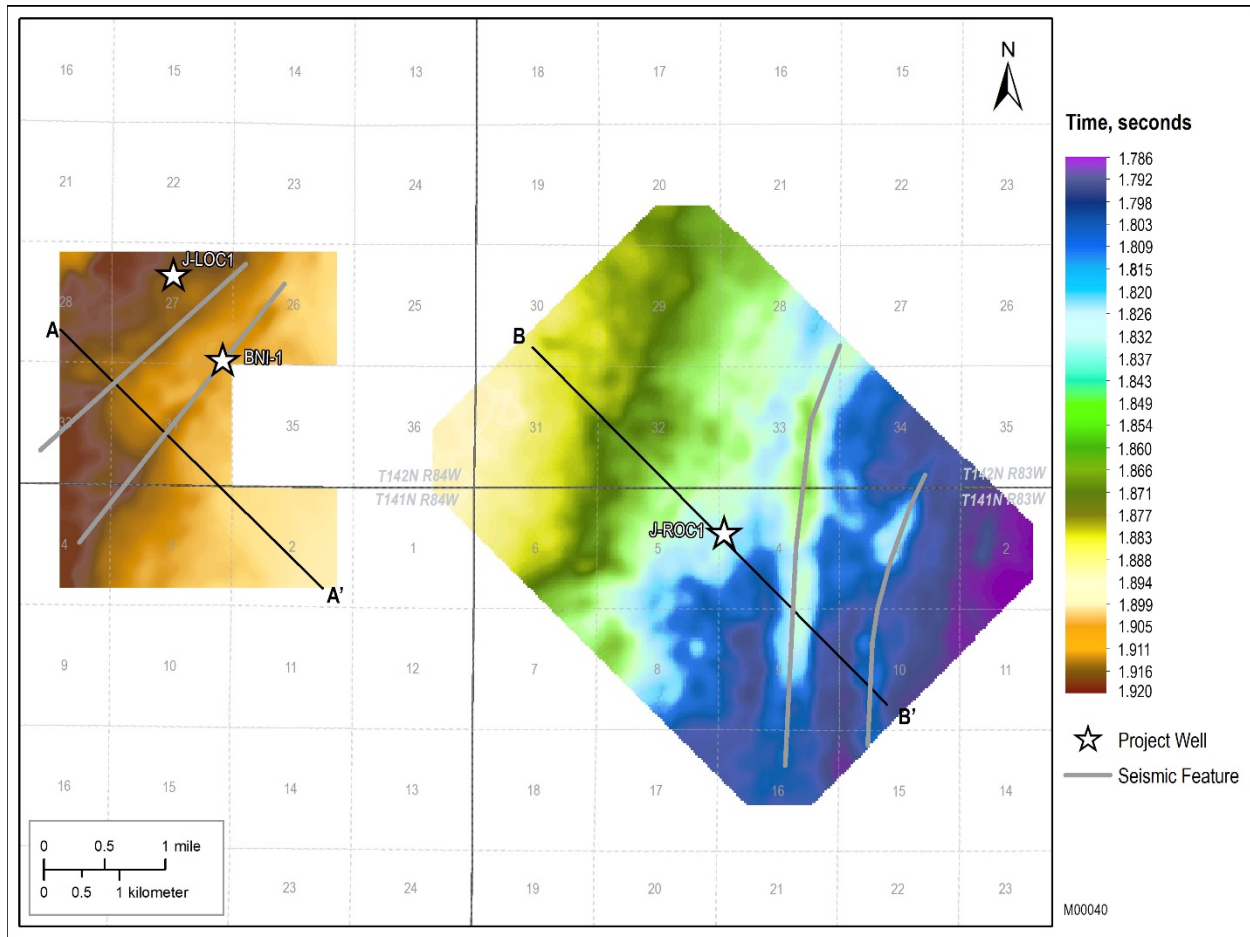 16 15 14 13 18 17 16 15
N
Time, seconds
1.786
1.792
1.798
1.803
1.809
1.815
1.820
1.826
1.832
1.837
1.843
1.849
1.854
1.860
1.866
1.871
1.877
1.883
1.888
1.894
1.899
1.905
1.911
1.916
1.920
21 22 23 24 19 20 21 22 23
J-LOC1
28 27 26 25 30 29 28 27 26
A
B
BNI-1
35 36 31 32 33 34 35
T142N R84W
T142N R83W
T141N R84W
T141N R83W
J-ROC1
4 2 1 6 5 4 2
A'
9 10 11 12 7 8 9 10 11
B'
16 15 14 13 18 17 16 15 14
0 0.5 1 mile
0 0.5 1 kilometer
23 24 19 20 21 22 23
Project Well
Seismic Feature
M00040